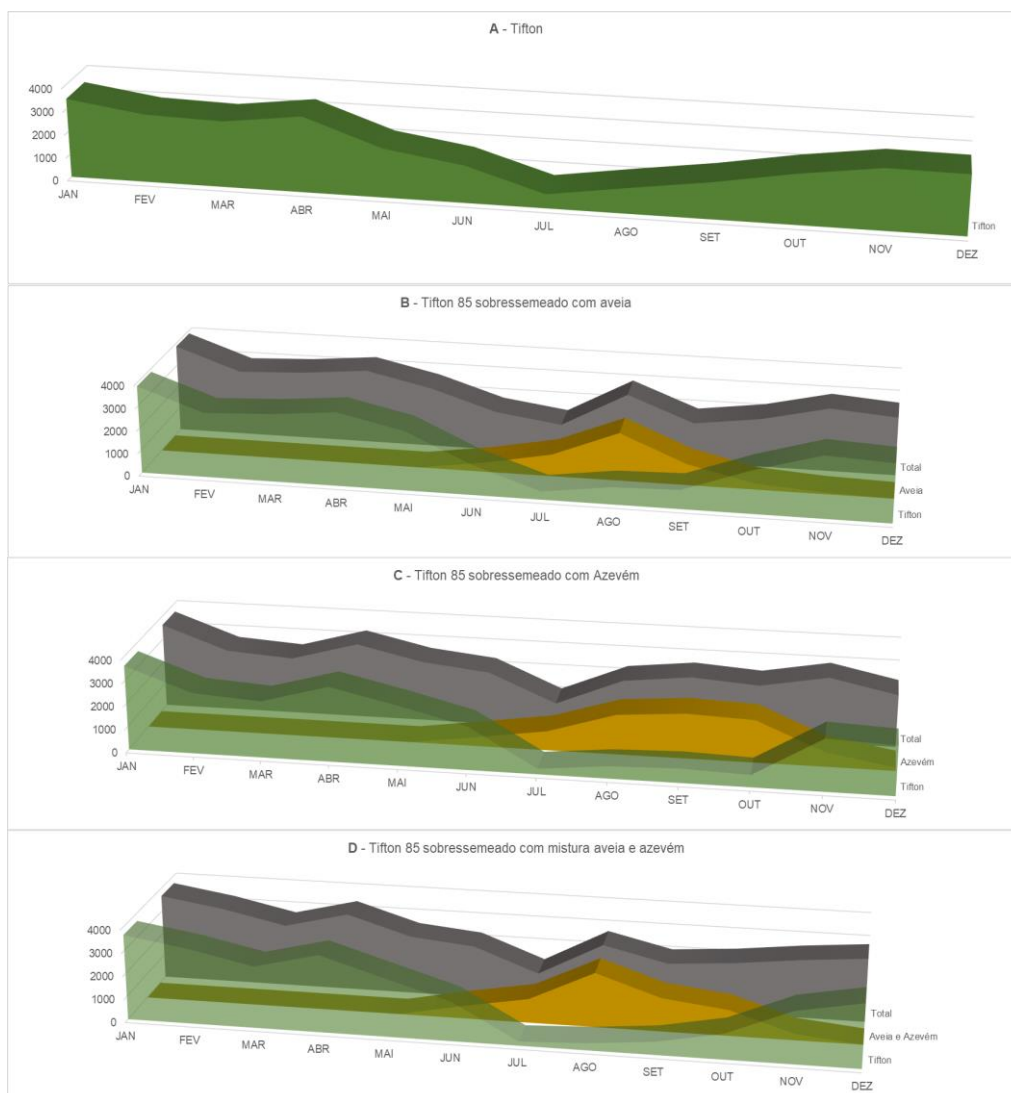 A - Tifton
4000
3000
2000
1000
0
JAN FEV MAR ABR MAI JUN JUL AGO SET OUT NOV DEZ
Tifton
B - Tifton 85 sobressemeado com aveia
4000
3000
2000
1000
0
JAN FEV MAR ABR MAI JUN JUL AGO SET OUT NOV DEZ
Total
Aveia
Tifton
C - Tifton 85 sobressemeado com Azevém
4000
3000
2000
1000
0
JAN FEV MAR ABR MAI JUN JUL AGO SET OUT NOV DEZ
Total
Azevém
Tifton
D - Tifton 85 sobressemeado com mistura aveia e azevém
4000
3000
2000
1000
0
JAN FEV MAR ABR MAI JUN JUL AGO SET OUT NOV DEZ
Total
Aveia e Azevém
Tifton